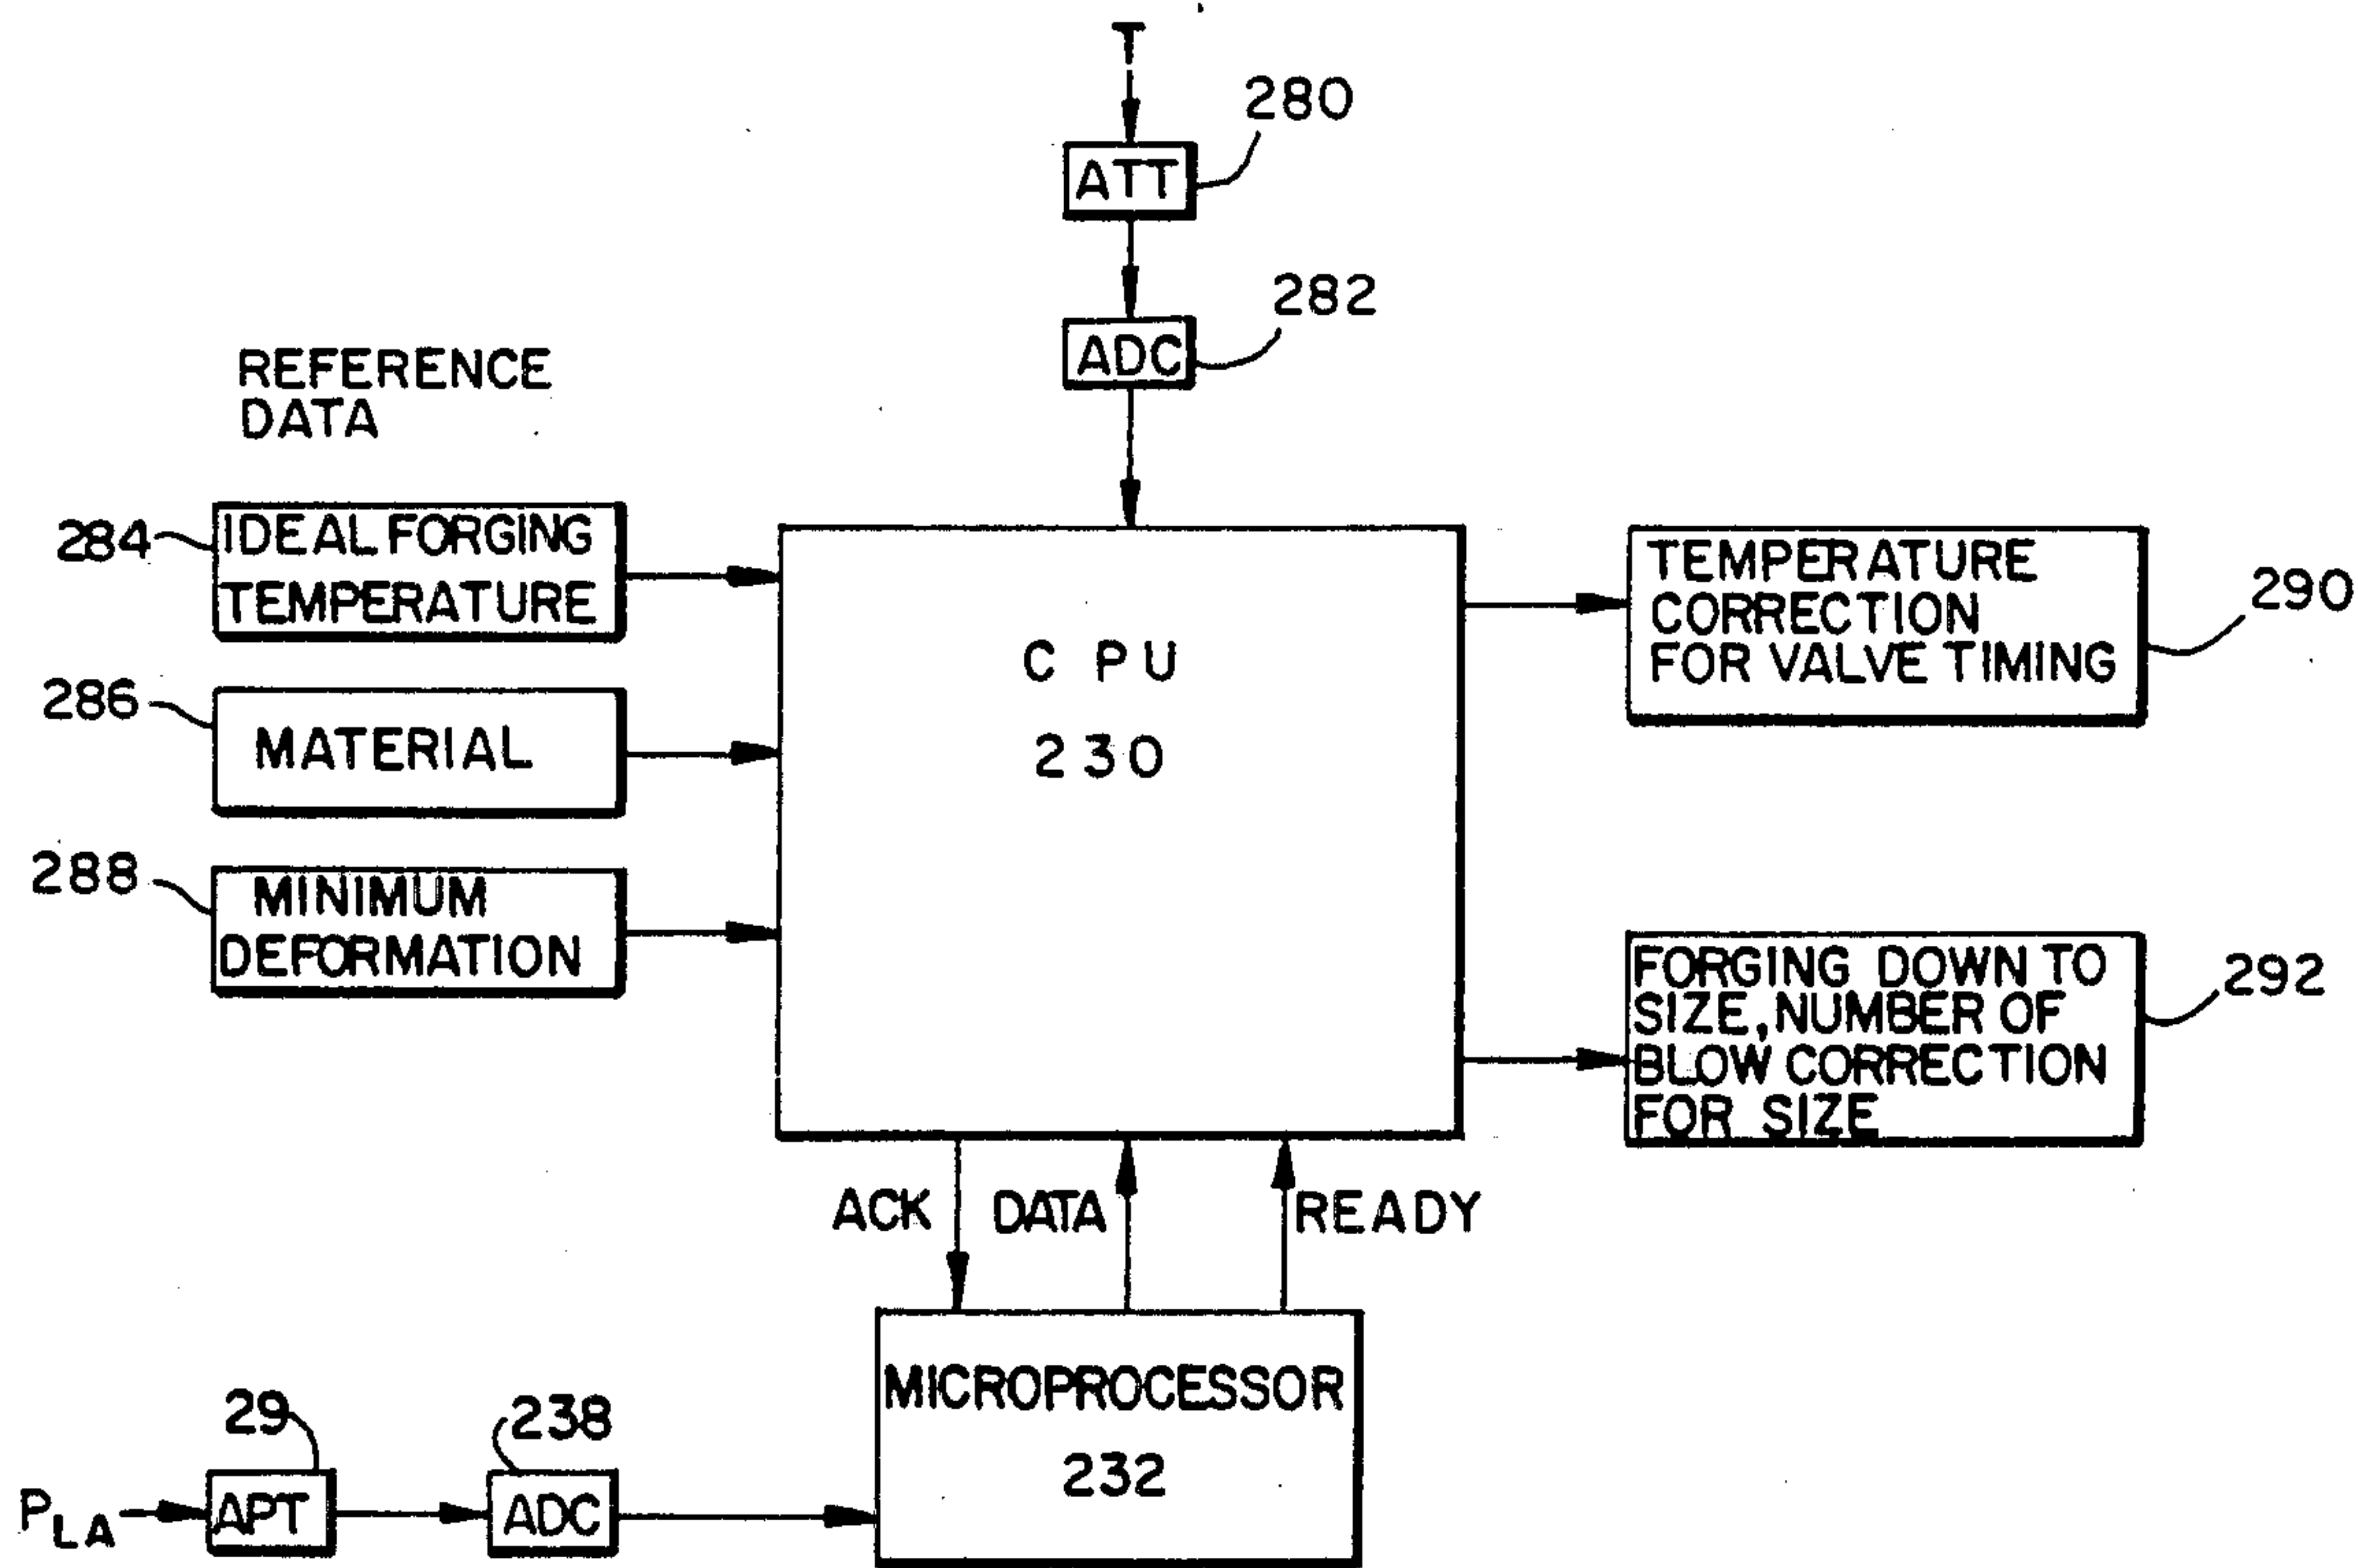 T
280
ATT
282
ADC
REFERENCE
DATA
284
IDEAL FORGING
TEMPERATURE
286
MATERIAL
288
MINIMUM
DEFORMATION
CPU
230
TEMPERATURE
CORRECTION
FOR VALVE TIMING
290
FORGING DOWN TO
SIZE, NUMBER OF
BLOW CORRECTION
FOR SIZE
292
ACK
DATA
READY
MICROPROCESSOR
232
29
238
PLA
APT
ADC